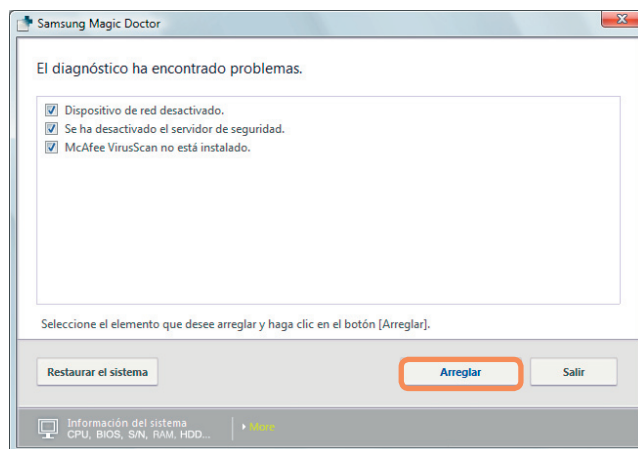 Samsung Magic Doctor
El diagnóstico ha encontrado problemas.
Dispositivo de red desactivado.
Se ha desactivado el servidor de seguridad.
McAfee VirusScan no está instalado.
Seleccione el elemento que desee arreglar y haga clic en el botón [Arreglar].
Restaurar el sistema
Arreglar
Salir
Información del sistema
CPU, BIOS, S/N, RAM, HDD...
More